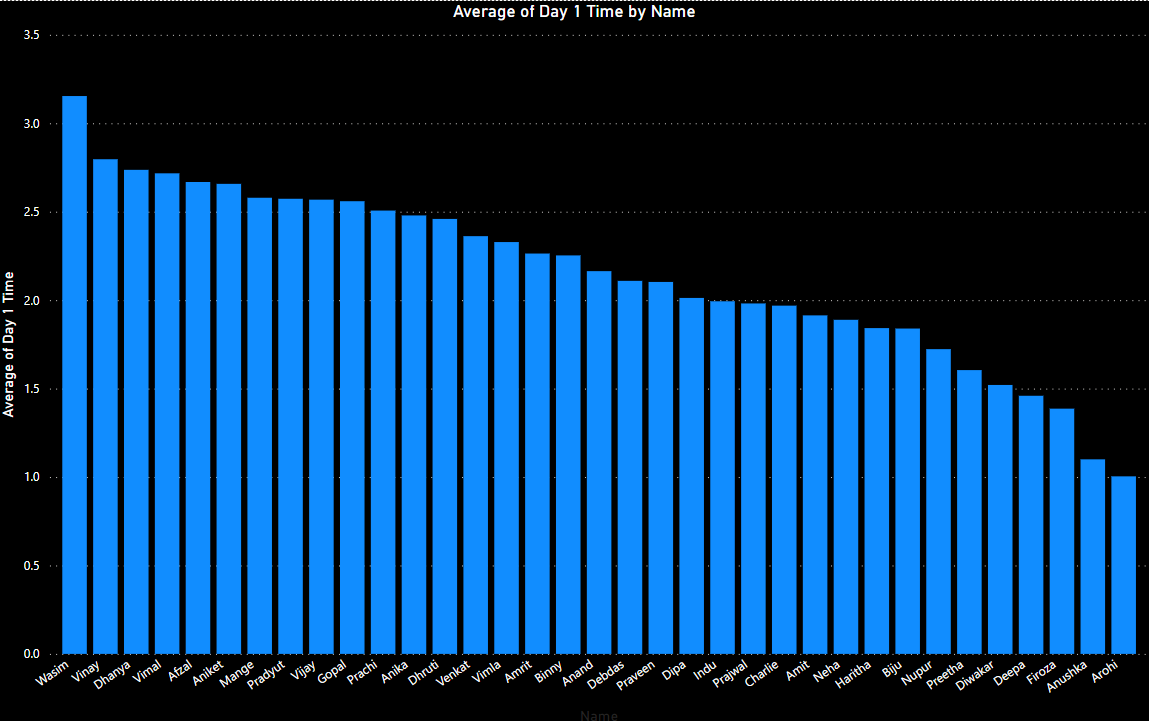 Average of Day 1 Time by Name
Average of Day 1 Time
3.5
3.0
2.5
2.0
1.5
1.0
0.5
0.0
Wasim
Vinay
Dhanya
Vimal
Afzal
Aniket
Mange
Pradyut
Vijay
Gopal
Prachi
Anika
Dhruti
Venkat
Vimla
Amrit
Binny
Anand
Debdas
Praveen
Dipa
Indu
Prajwal
Charlie
Amit
Neha
Haritha
Biju
Nupur
Preetha
Diwakar
Deepa
Firoza
Anushka
Arohi
Name